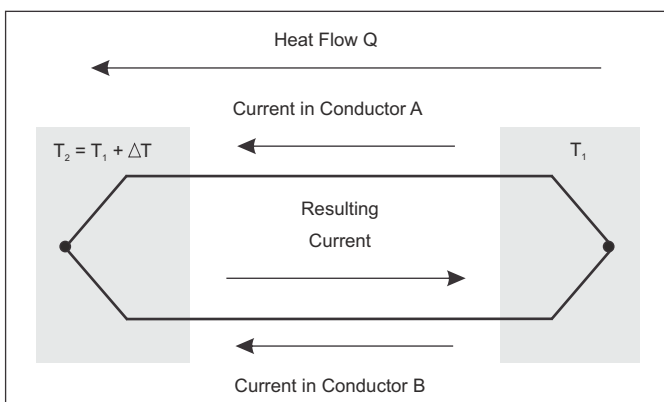 Heat Flow Q
Current in Conductor A
T₂ = T₁ + △T
T₁
Resulting
Current
Current in Conductor B